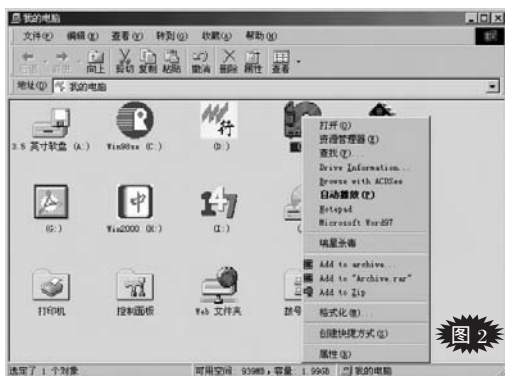 我的电脑
文件(F) 编辑(E) 查看(V) 转到(G) 收藏(A) 帮助(H)
后退 前进 向上 剪切 复制 粘贴 撤消 删除 属性 查看
地址(D) 我的电脑
3.5 英寸软盘 (A:) Win98se (C:) (D:)
(G:) Win2000 (H:) (I:)
打印机 控制面板 Web 文件夹
打开(O)
资源管理器(E)
查找(F)...
Drive Information...
Browse with ACDSee
自动播放(P)
Notepad
Microsoft Word97
瑞星杀毒
Add to archive...
Add to "Archive.rar"
Add to Zip
格式化(M)...
创建快捷方式(S)
属性(R)
图 2
选定了 1 个对象 可用空间: 939MB, 容量: 1.99GB 我的电脑